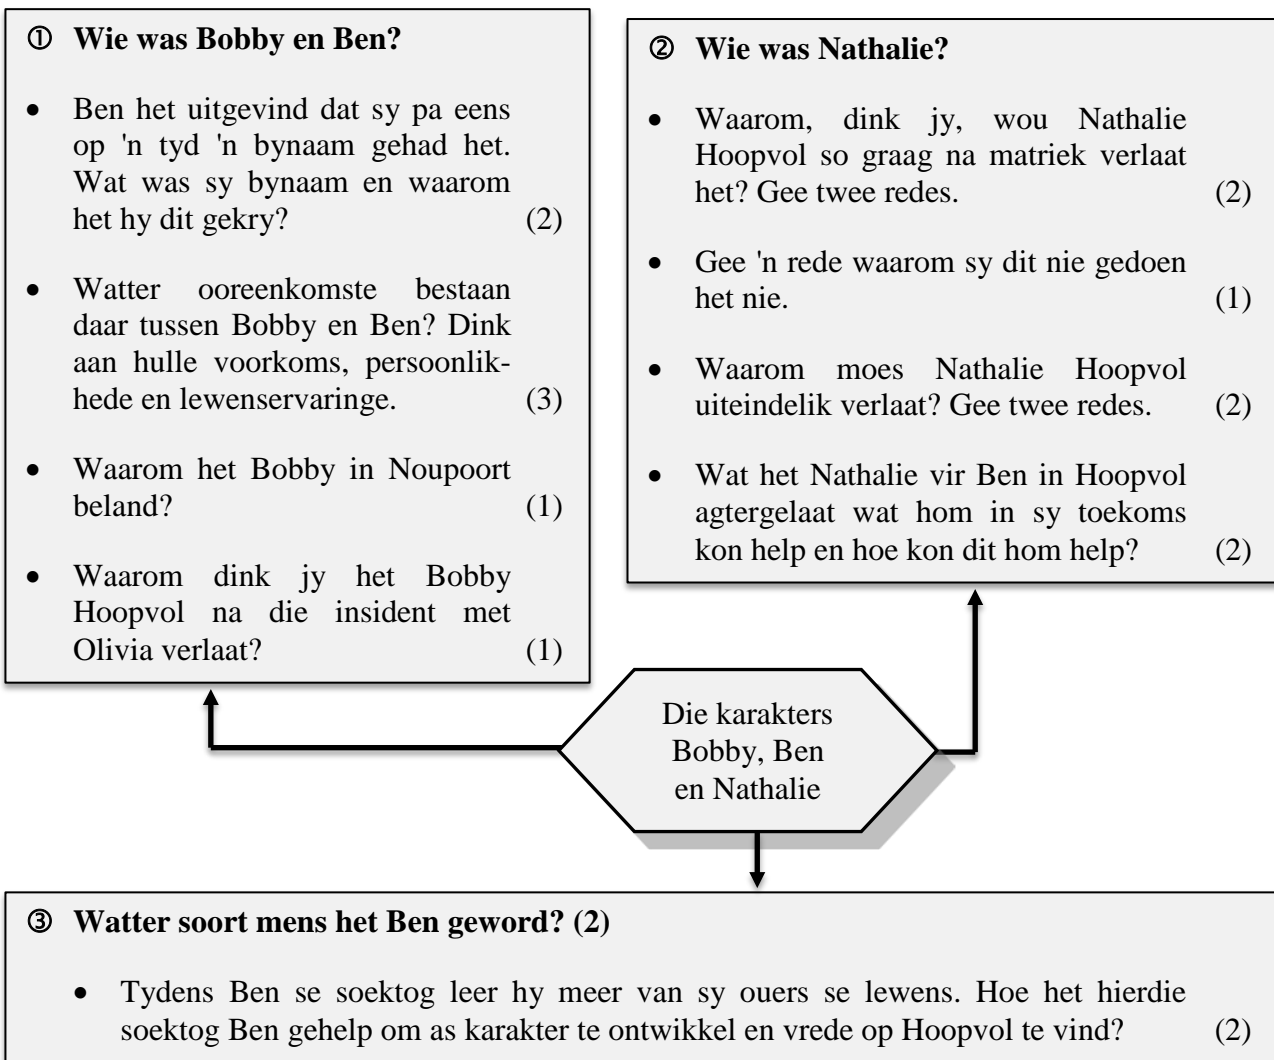 ① Wie was Bobby en Ben?
• Ben het uitgevind dat sy pa eens
op 'n tyd 'n bynaam gehad het.
Wat was sy bynaam en waarom
het hy dit gekry? (2)
• Watter ooreenkomste bestaan
daar tussen Bobby en Ben? Dink
aan hulle voorkoms, persoonlik-
hede en lewenservaringe. (3)
• Waarom het Bobby in Noupoort
beland? (1)
• Waarom dink jy het Bobby
Hoopvol na die insident met
Olivia verlaat? (1)
② Wie was Nathalie?
• Waarom, dink jy, wou Nathalie
Hoopvol so graag na matriek verlaat
het? Gee twee redes. (2)
• Gee 'n rede waarom sy dit nie gedoen
het nie. (1)
• Waarom moes Nathalie Hoopvol
uiteindelik verlaat? Gee twee redes. (2)
• Wat het Nathalie vir Ben in Hoopvol
agtergelaat wat hom in sy toekoms
kon help en hoe kon dit hom help? (2)
Die karakters
Bobby, Ben
en Nathalie
③ Watter soort mens het Ben geword? (2)
• Tydens Ben se soektog leer hy meer van sy ouers se lewens. Hoe het hierdie
soektog Ben gehelp om as karakter te ontwikkel en vrede op Hoopvol te vind? (2)